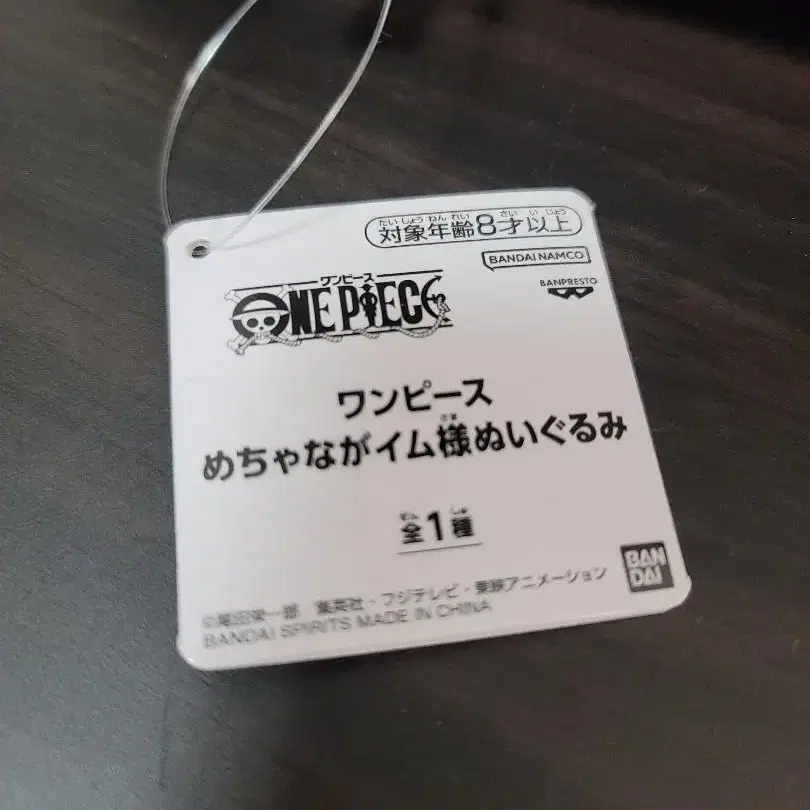 たいしょうねんれい さい いじょう
対象年齢8才以上
BANDAI NAMCO
BANPRESTO
ワンピース
ONE PIECE
ワンピース
さま
めちゃながイム様ぬいぐるみ
ぜん しゅ
全1種
BAN
DAI
©尾田栄一郎/集英社・フジテレビ・東映アニメーション
BANDAI SPIRITS MADE IN CHINA